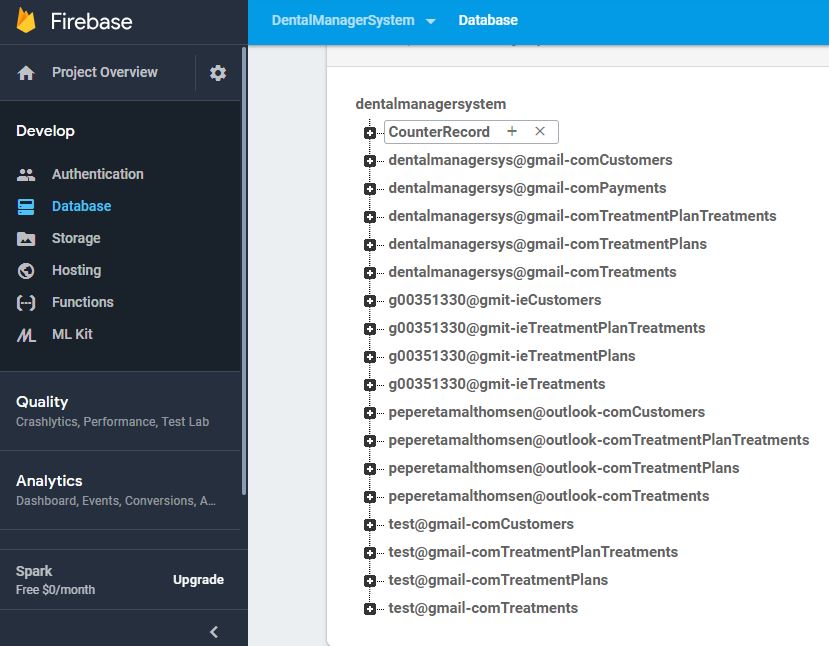 Firebase
DentalManagerSystem Database
Project Overview
Develop
Authentication
Database
Storage
Hosting
Functions
ML Kit
Quality
Crashlytics, Performance, Test Lab
Analytics
Dashboard, Events, Conversions, A...
Spark
Free $0/month
Upgrade
dentalmanagersystem
CounterRecord
dentalmanagersys@gmail-comCustomers
dentalmanagersys@gmail-comPayments
dentalmanagersys@gmail-comTreatmentPlanTreatments
dentalmanagersys@gmail-comTreatmentPlans
dentalmanagersys@gmail-comTreatments
g00351330@gmit-ieCustomers
g00351330@gmit-ieTreatmentPlanTreatments
g00351330@gmit-ieTreatmentPlans
g00351330@gmit-ieTreatments
peperetamalthomsen@outlook-comCustomers
peperetamalthomsen@outlook-comTreatmentPlanTreatments
peperetamalthomsen@outlook-comTreatmentPlans
peperetamalthomsen@outlook-comTreatments
test@gmail-comCustomers
test@gmail-comTreatmentPlanTreatments
test@gmail-comTreatmentPlans
test@gmail-comTreatments